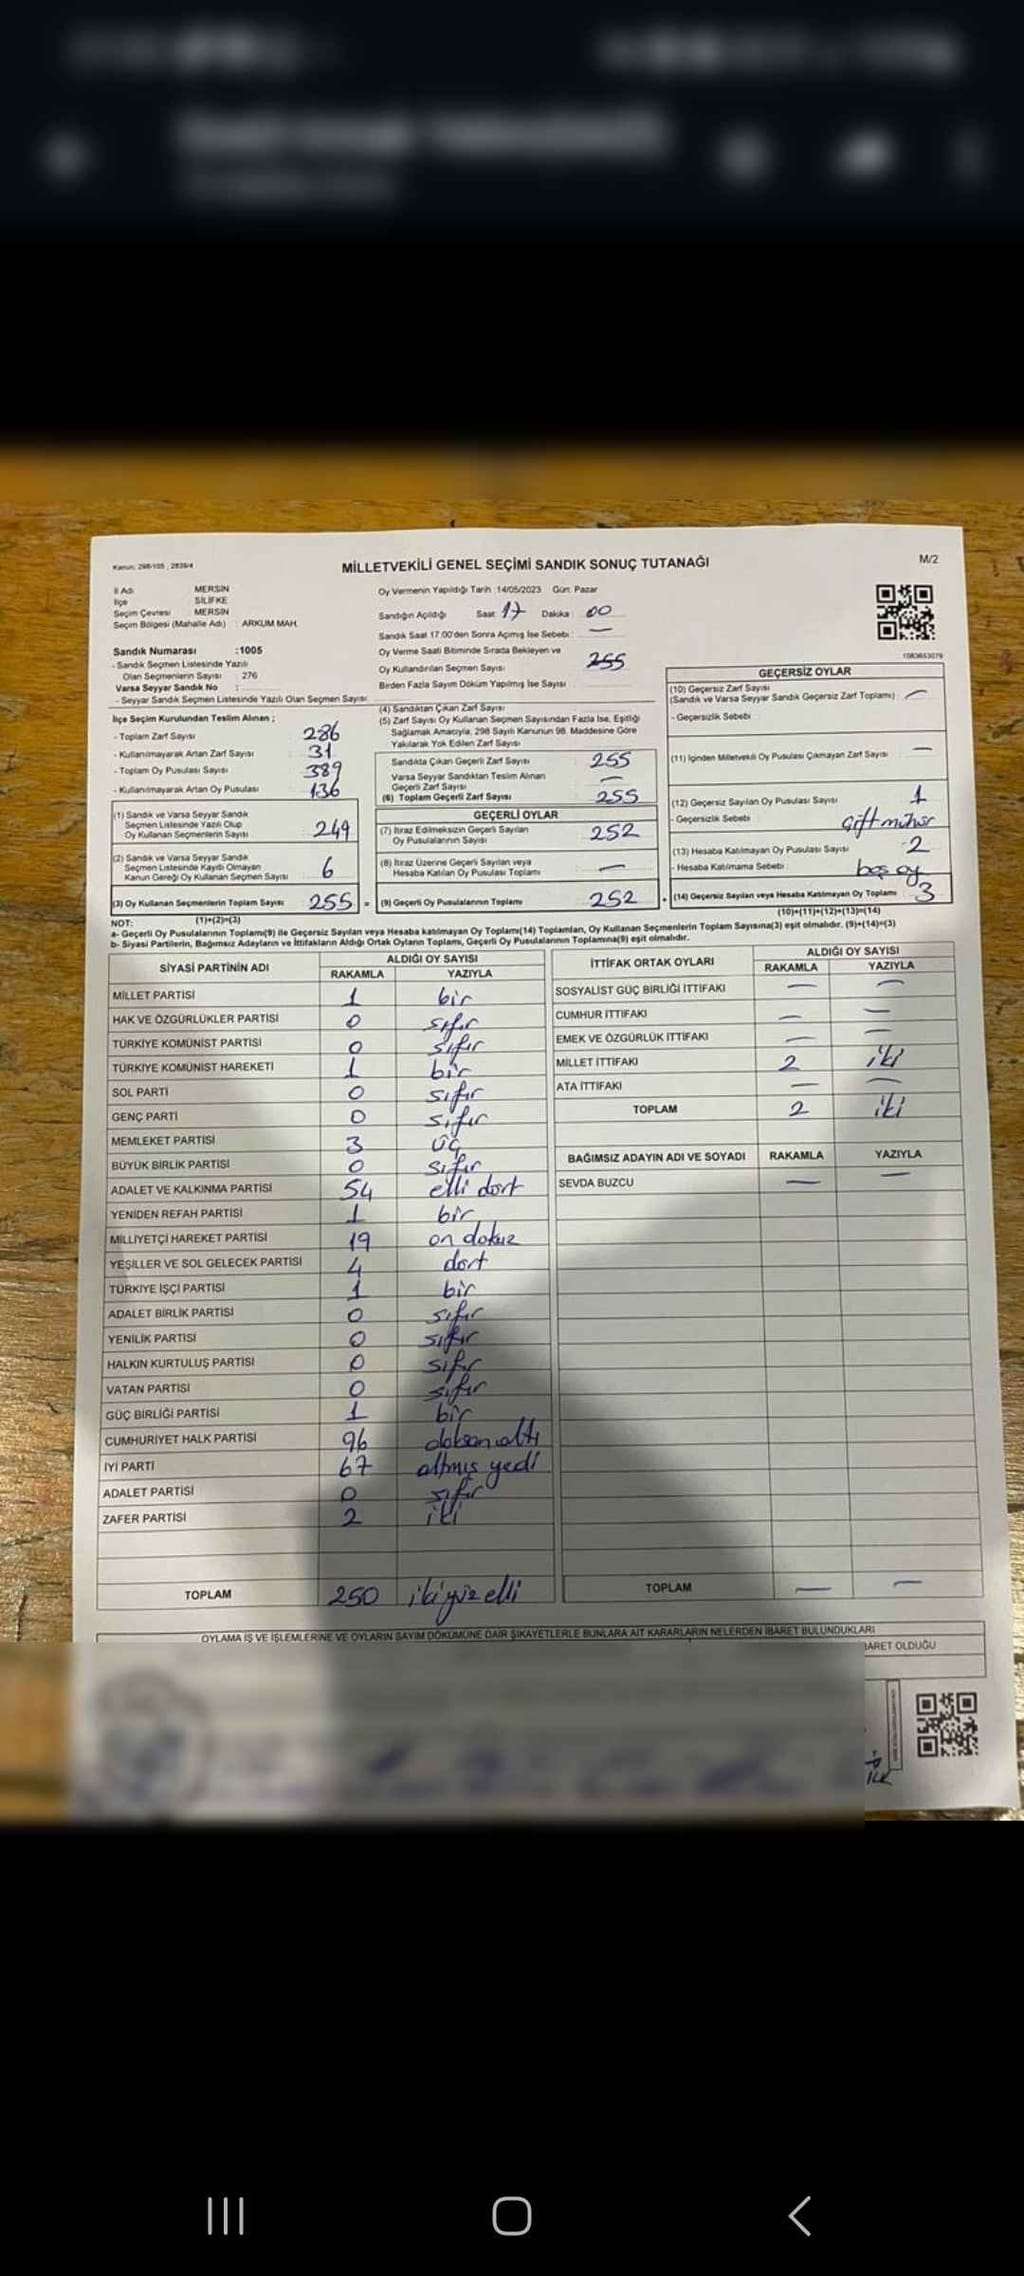 Kanun: 298/105 ; 2839/4
MİLLETVEKİLİ GENEL SEÇİMİ SANDIK SONUÇ TUTANAĞI
M/2
İl Adı MERSİN
İlçe SİLİFKE
Seçim Çevresi MERSİN
Seçim Bölgesi (Mahalle Adı) : ARKUM MAH.
Sandık Numarası :1005
- Sandık Seçmen Listesinde Yazılı
Olan Seçmenlerin Sayısı : 276
Varsa Seyyar Sandık No :
- Seyyar Sandık Seçmen Listesinde Yazılı Olan Seçmen Sayısı:
Oy Vermenin Yapıldığı Tarih :14/05/2023 Gün: Pazar
Sandığın Açıldığı Saat: 17 Dakika : 00
Sandık Saat 17:00'den Sonra Açımış İse Sebebi : —
Oy Verme Saati Bitiminde Sırada Bekleyen ve
Oy Kullandırılan Seçmen Sayısı 255
Birden Fazla Sayım Döküm Yapılmış İse Sayısı :
1083653079
İlçe Seçim Kurulundan Teslim Alınan ;
- Toplam Zarf Sayısı 286
- Kullanılmayarak Artan Zarf Sayısı 31
- Toplam Oy Pusulası Sayısı 389
- Kullanılmayarak Artan Oy Pusulası 136
(1) Sandık ve Varsa Seyyar Sandık
Seçmen Listesinde Yazılı Olup
Oy Kullanan Seçmenlerin Sayısı 249
(2) Sandık ve Varsa Seyyar Sandık
Seçmen Listesinde Kaydı Olmayan
Kanun Gereği Oy Kullanan Seçmen Sayısı 6
(3) Oy Kullanan Seçmenlerin Toplam Sayısı 255 =
(4) Sandıktan Çıkan Zarf Sayısı
(5) Zarf Sayısı Oy Kullanan Seçmen Sayısından Fazla İse, Eşitliği
Sağlamak Amacıyla, 298 Sayılı Kanunun 98. Maddesine Göre
Yakılarak Yok Edilen Zarf Sayısı
Sandıkta Çıkan Geçerli Zarf Sayısı 255
Varsa Seyyar Sandıktan Teslim Alınan
Geçerli Zarf Sayısı —
(6) Toplam Geçerli Zarf Sayısı 255
GEÇERLİ OYLAR
(7) İtiraz Edilmeksizin Geçerli Sayılan
Oy Pusulalarının Sayısı 252
(8) İtiraz Üzerine Geçerli Sayılan veya
Hesaba Katılan Oy Pusulası Toplamı —
(9) Geçerli Oy Pusulalarının Toplamı 252 +
GEÇERSİZ OYLAR
(10) Geçersiz Zarf Sayısı
(Sandık ve Varsa Seyyar Sandık Geçersiz Zarf Toplamı) : —
- Geçersizlik Sebebi :
(11) İçinden Milletvekili Oy Pusulası Çıkmayan Zarf Sayısı : —
(12) Geçersiz Sayılan Oy Pusulası Sayısı : 1
- Geçersizlik Sebebi : Çift mühür
(13) Hesaba Katılmayan Oy Pusulası Sayısı : 2
- Hesaba Katılmama Sebebi : boş oy
(14) Geçersiz Sayılan veya Hesaba Katılmayan Oy Toplamı 3
NOT: (1)+(2)=(3)
(10)+(11)+(12)+(13)=(14)
a- Geçerli Oy Pusulalarının Toplamı(9) ile Geçersiz Sayılan veya Hesaba katılmayan Oy Toplamı(14) Toplamları, Oy Kullanan Seçmenlerin Toplam Sayısına(3) eşit olmalıdır. (9)+(14)=(3)
b- Siyasi Partilerin, Bağımsız Adayların ve İttifakların Aldığı Ortak Oyların Toplamı, Geçerli Oy Pusulalarının Toplamına(9) eşit olmalıdır.
SİYASİ PARTİNİN ADI ALDIĞI OY SAYISI
RAKAMLA YAZIYLA
MİLLET PARTİSİ 1 bir
HAK VE ÖZGÜRLÜKLER PARTİSİ 0 sıfır
TÜRKİYE KOMÜNİST PARTİSİ 0 sıfır
TÜRKİYE KOMÜNİST HAREKETİ 1 bir
SOL PARTİ 0 sıfır
GENÇ PARTİ 0 sıfır
MEMLEKET PARTİSİ 3 üç
BÜYÜK BİRLİK PARTİSİ 0 sıfır
ADALET VE KALKINMA PARTİSİ 54 elli dört
YENİDEN REFAH PARTİSİ 1 bir
MİLLİYETÇİ HAREKET PARTİSİ 19 on dokuz
YEŞİLLER VE SOL GELECEK PARTİSİ 4 dört
TÜRKİYE İŞÇİ PARTİSİ 1 bir
ADALET BİRLİK PARTİSİ 0 sıfır
YENİLİK PARTİSİ 0 sıfır
HALKIN KURTULUŞ PARTİSİ 0 sıfır
VATAN PARTİSİ 0 sıfır
GÜÇ BİRLİĞİ PARTİSİ 1 bir
CUMHURİYET HALK PARTİSİ 96 doksan altı
İYİ PARTİ 67 altmış yedi
ADALET PARTİSİ 0 sıfır
ZAFER PARTİSİ 2 iki
TOPLAM 250 ikiyüz elli
İTTİFAK ORTAK OYLARI ALDIĞI OY SAYISI
RAKAMLA YAZIYLA
SOSYALİST GÜÇ BİRLİĞİ İTTİFAKI — —
CUMHUR İTTİFAKI — —
EMEK VE ÖZGÜRLÜK İTTİFAKI — —
MİLLET İTTİFAKI 2 iki
ATA İTTİFAKI — —
TOPLAM 2 iki
BAĞIMSIZ ADAYIN ADI VE SOYADI RAKAMLA YAZIYLA
SEVDA BUZCU — —
TOPLAM — —
OYLAMA İŞ VE İŞLEMLERİNE VE OYLARIN SAYIM DÖKÜMÜNE DAİR ŞİKAYETLERLE BUNLARA AİT KARARLARIN NELERDEN İBARET BULUNDUKLARI
BARET OLDUĞU